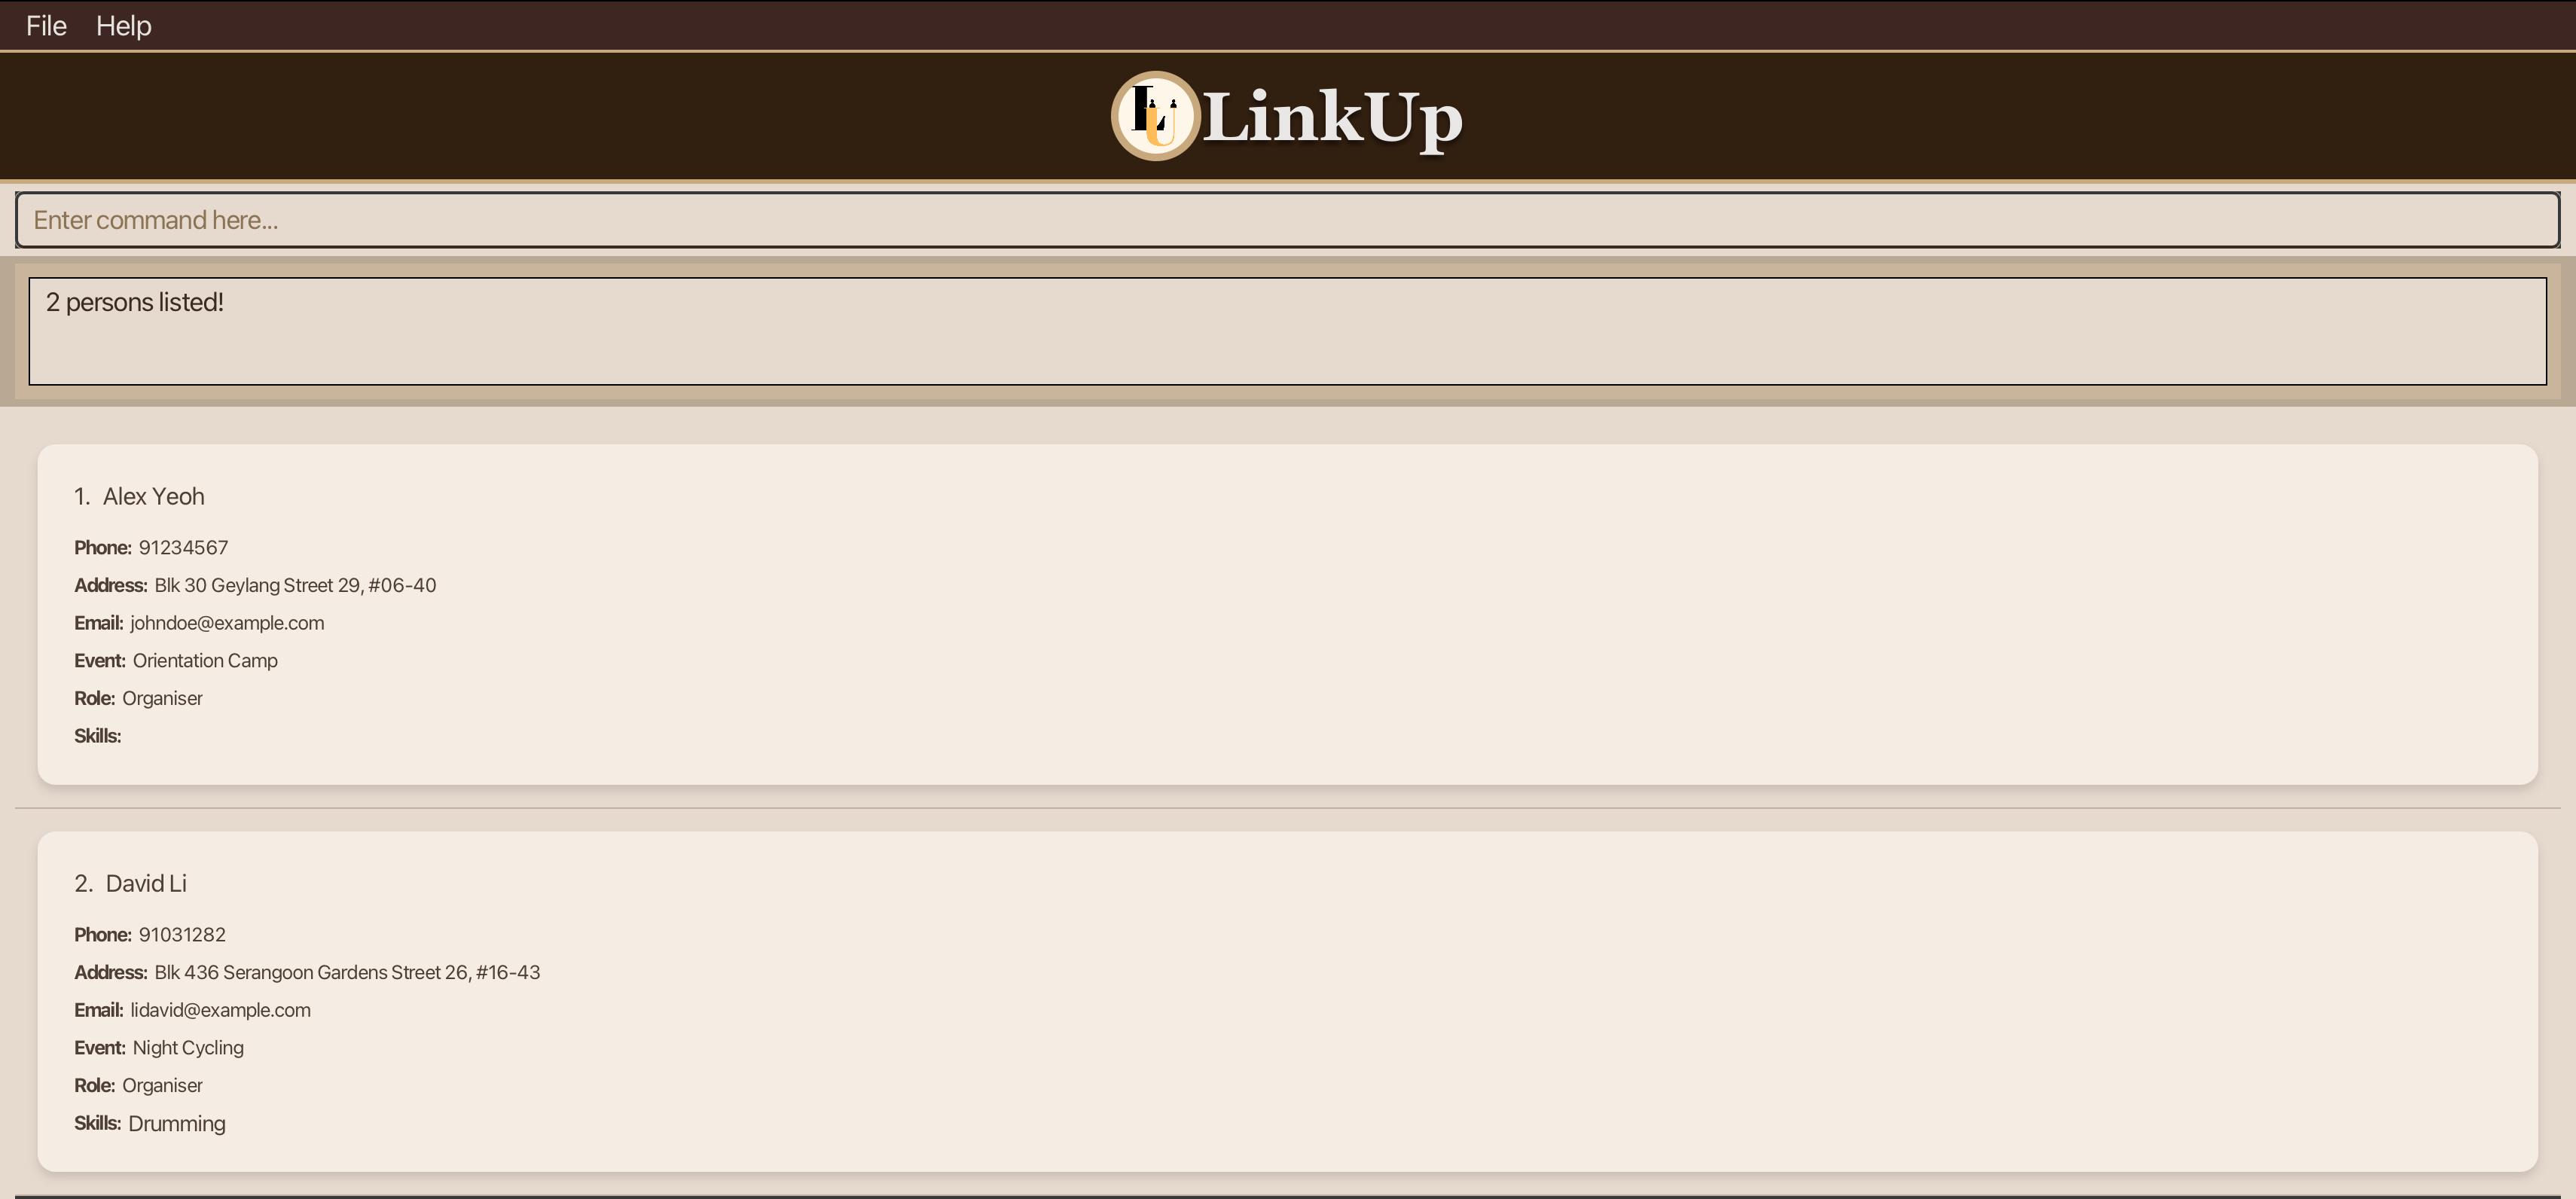 File Help
LU LinkUp
Enter command here...
2 persons listed!
1. Alex Yeoh
Phone: 91234567
Address: Blk 30 Geylang Street 29, #06-40
Email: johndoe@example.com
Event: Orientation Camp
Role: Organiser
Skills:
2. David Li
Phone: 91031282
Address: Blk 436 Serangoon Gardens Street 26, #16-43
Email: lidavid@example.com
Event: Night Cycling
Role: Organiser
Skills: Drumming